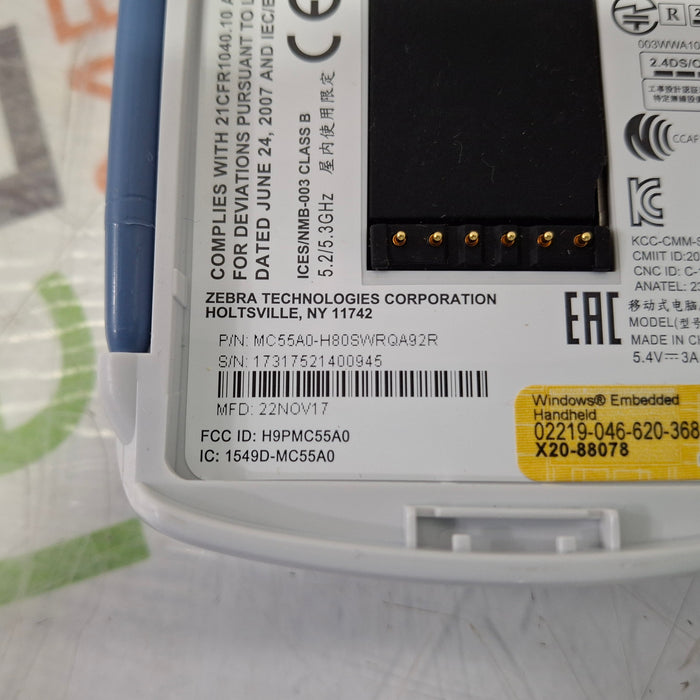 COMPLIES WITH 21CFR1040.10 A
FOR DEVIATIONS PURSUANT TO L
DATED JUNE 24, 2007 AND IEC/E
CE
ICES/NMB-003 CLASS B
5.2/5.3GHz 屋内使用限定
R
003WWA10
2.4DS/O
CCAF
KC
KCC-CMM-S
CMIIT ID:20
CNC ID: C-
ANATEL: 23
移动式电脑
MODEL(型号
MADE IN CH
5.4V⎓3A
EAC
ZEBRA TECHNOLOGIES CORPORATION
HOLTSVILLE, NY 11742
P/N: MC55A0-H80SWRQA92R
S/N: 17317521400945
MFD: 22NOV17
FCC ID: H9PMC55A0
IC: 1549D-MC55A0
Windows® Embedded
Handheld
02219-046-620-368
X20-88078